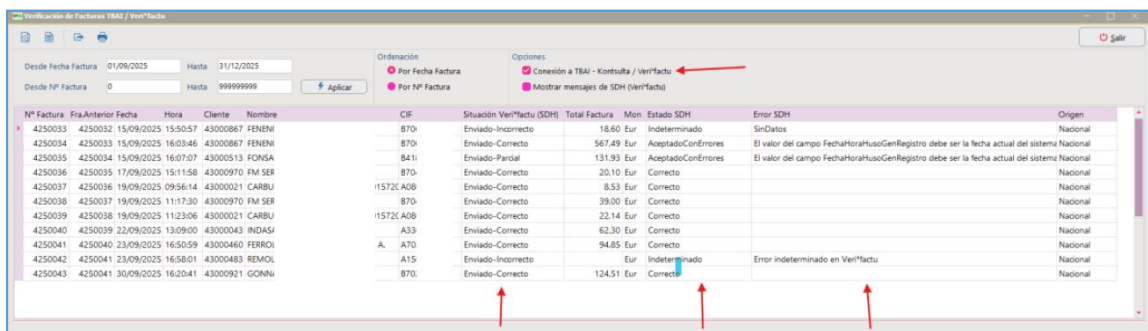 Verificación de Facturas TBAI / Veri*factu
Salir
Desde Fecha Factura 01/09/2025 Hasta 31/12/2025
Desde Nº Factura 0 Hasta 999999999 Aplicar
Ordenación
Por Fecha Factura
Por Nº Factura
Opciones
Conexión a TBAI - Kontsulta / Veri*factu
Mostrar mensajes de SDH (Veri*factu)
Nº Factura Fra.Anterior Fecha Hora Cliente Nombre CIF Situación Veri*factu (SDH) Total Factura Mon Estado SDH Error SDH Origen
4250033 4250032 15/09/2025 15:50:57 43000867 FENENI B70 Enviado-Incorrecto 18,60 Eur Indeterminado SinDatos Nacional
4250034 4250033 15/09/2025 16:03:46 43000867 FENENI B70 Enviado-Correcto 567,49 Eur AceptadoConErrores El valor del campo FechaHoraHusoGenRegistro debe ser la fecha actual del sistema Nacional
4250035 4250034 15/09/2025 16:07:07 43000513 FONSA B41 Enviado-Parcial 131,93 Eur AceptadoConErrores El valor del campo FechaHoraHusoGenRegistro debe ser la fecha actual del sistema Nacional
4250036 4250035 17/09/2025 15:11:58 43000970 FM SER B70 Enviado-Correcto 20,10 Eur Correcto Nacional
4250037 4250036 19/09/2025 09:56:14 43000021 CARBU 01572C A08 Enviado-Correcto 8,53 Eur Correcto Nacional
4250038 4250037 19/09/2025 11:17:30 43000970 FM SER B70 Enviado-Correcto 39,00 Eur Correcto Nacional
4250039 4250038 19/09/2025 11:23:06 43000021 CARBU 1572C A08 Enviado-Correcto 22,14 Eur Correcto Nacional
4250040 4250039 22/09/2025 13:09:00 43000043 INDASA A33 Enviado-Correcto 62,30 Eur Correcto Nacional
4250041 4250040 23/09/2025 16:50:59 43000460 FERROL A. A70 Enviado-Correcto 94,85 Eur Correcto Nacional
4250042 4250041 23/09/2025 16:58:01 43000483 REMOL A15 Enviado-Incorrecto Eur Indeterminado Error indeterminado en Veri*factu Nacional
4250043 4250041 30/09/2025 16:20:41 43000921 GONNA B70 Enviado-Correcto 124,51 Eur Correcto Nacional